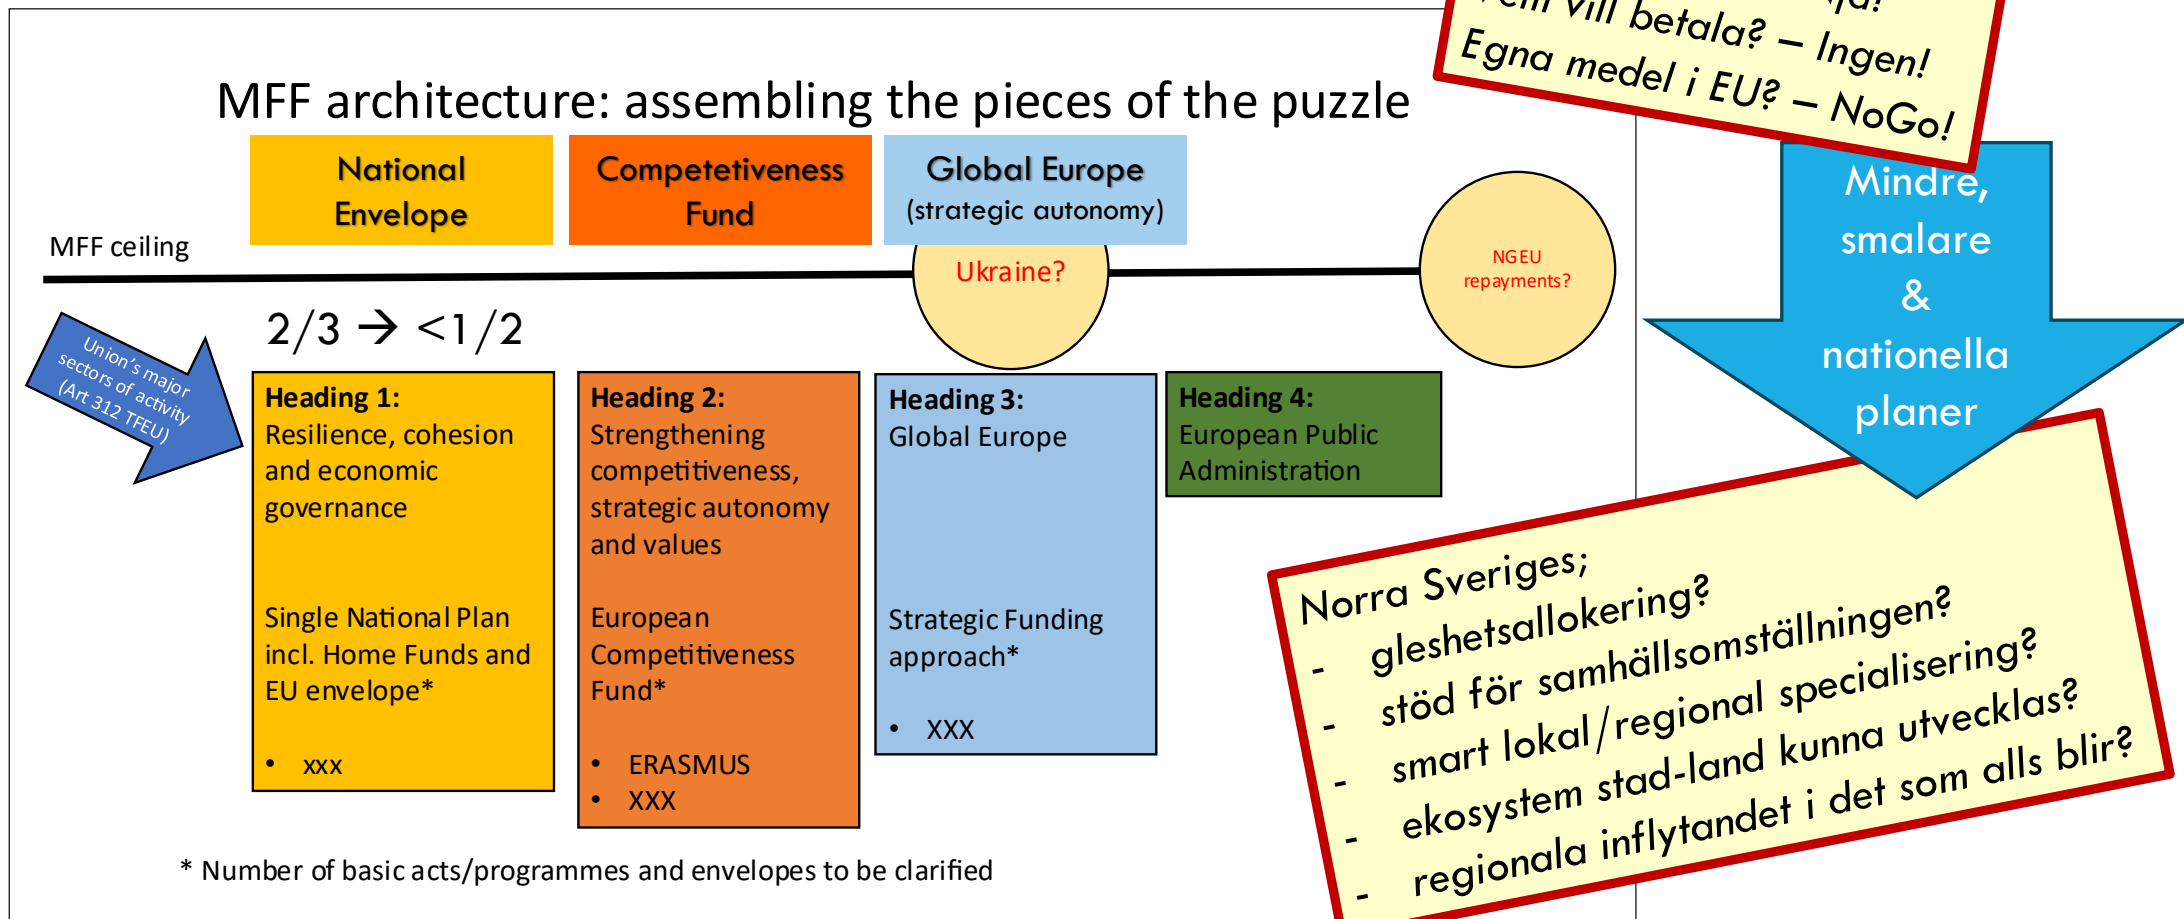 vill betala? – Ingen!
Egna medel i EU? – NoGo!
MFF architecture: assembling the pieces of the puzzle
National
Envelope
Competetiveness
Fund
Global Europe
(strategic autonomy)
MFF ceiling
Ukraine?
NGEU
repayments?
Mindre,
smalare
&
nationella
planer
2/3 → <1/2
Union's major
sectors of activity
(Art 312 TFEU)
Heading 1:
Resilience, cohesion
and economic
governance
Single National Plan
incl. Home Funds and
EU envelope*
• xxx
Heading 2:
Strengthening
competitiveness,
strategic autonomy
and values
European
Competitiveness
Fund*
• ERASMUS
• XXX
Heading 3:
Global Europe
Strategic Funding
approach*
• XXX
Heading 4:
European Public
Administration
Norra Sveriges;
- gleshetsallokering?
- stöd för samhällsomställningen?
- smart lokal/regional specialisering?
- ekosystem stad-land kunna utvecklas?
- regionala inflytandet i det som alls blir?
* Number of basic acts/programmes and envelopes to be clarified